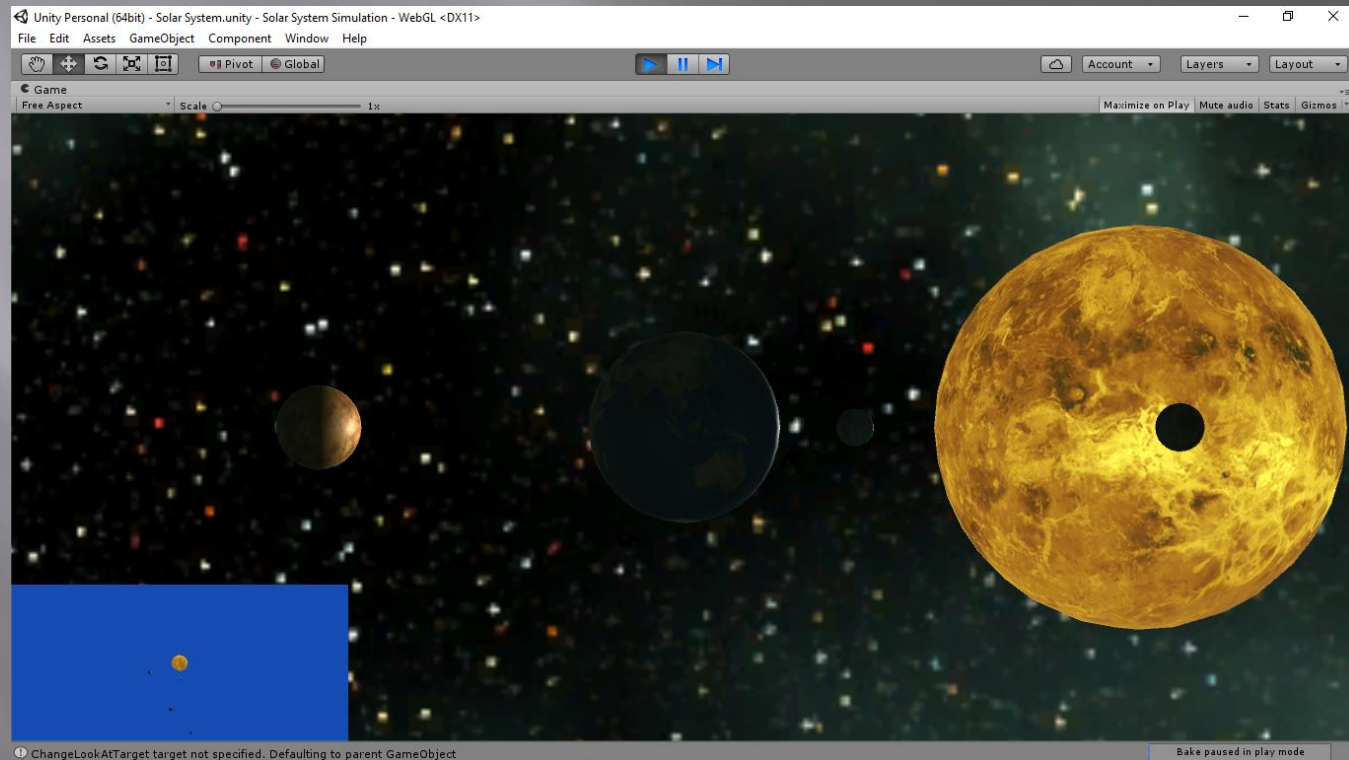 Unity Personal (64bit) - Solar System.unity - Solar System Simulation - WebGL <DX11>
File Edit Assets GameObject Component Window Help
Pivot Global Account Layers Layout
Game
Free Aspect Scale 1x Maximize on Play Mute audio Stats Gizmos
ChangeLookAtTarget target not specified. Defaulting to parent GameObject Bake paused in play mode